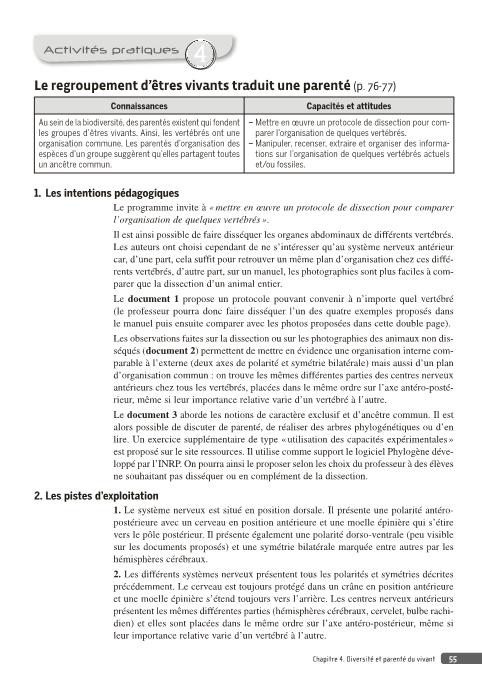 Activités pratiques 4
Le regroupement d'êtres vivants traduit une parenté (p. 76-77)
Connaissances
Capacités et attitudes
Au sein de la biodiversité, des parentés existent qui fondent
les groupes d'êtres vivants. Ainsi, les vertébrés ont une
organisation commune. Les parentés d'organisation des
espèces d'un groupe suggèrent qu'elles partagent toutes
un ancêtre commun.
– Mettre en œuvre un protocole de dissection pour com-
parer l'organisation de quelques vertébrés.
– Manipuler, recenser, extraire et organiser des informa-
tions sur l'organisation de quelques vertébrés actuels
et/ou fossiles.
1. Les intentions pédagogiques
Le programme invite à « mettre en œuvre un protocole de dissection pour comparer
l'organisation de quelques vertébrés ».
Il est ainsi possible de faire disséquer les organes abdominaux de différents vertébrés.
Les auteurs ont choisi cependant de ne s'intéresser qu'au système nerveux antérieur
car, d'une part, cela suffit pour retrouver un même plan d'organisation chez ces diffé-
rents vertébrés, d'autre part, sur un manuel, les photographies sont plus faciles à com-
parer que la dissection d'un animal entier.
Le document 1 propose un protocole pouvant convenir à n'importe quel vertébré
(le professeur pourra donc faire disséquer l'un des quatre exemples proposés dans
le manuel puis ensuite comparer avec les photos proposées dans cette double page).
Les observations faites sur la dissection ou sur les photographies des animaux non dis-
séqués (document 2) permettent de mettre en évidence une organisation interne com-
parable à l'externe (deux axes de polarité et symétrie bilatérale) mais aussi d'un plan
d'organisation commun : on trouve les mêmes différentes parties des centres nerveux
antérieurs chez tous les vertébrés, placées dans le même ordre sur l'axe antéro-posté-
rieur, même si leur importance relative varie d'un vertébré à l'autre.
Le document 3 aborde les notions de caractère exclusif et d'ancêtre commun. Il est
alors possible de discuter de parenté, de réaliser des arbres phylogénétiques ou d'en
lire. Un exercice supplémentaire de type « utilisation des capacités expérimentales »
est proposé sur le site ressources. Il utilise comme support le logiciel Phylogène déve-
loppé par l'INRP. On pourra ainsi le proposer selon les choix du professeur à des élèves
ne souhaitant pas disséquer ou en complément de la dissection.
2. Les pistes d'exploitation
1. Le système nerveux est situé en position dorsale. Il présente une polarité antéro-
postérieure avec un cerveau en position antérieure et une moelle épinière qui s'étire
vers le pôle postérieur. Il présente également une polarité dorso-ventrale (peu visible
sur les documents proposés) et une symétrie bilatérale marquée entre autres par les
hémisphères cérébraux.
2. Les différents systèmes nerveux présentent tous les polarités et symétries décrites
précédemment. Le cerveau est toujours protégé dans un crâne en position antérieure
et une moelle épinière s'étend toujours vers l'arrière. Les centres nerveux antérieurs
présentent les mêmes différentes parties (hémisphères cérébraux, cervelet, bulbe rachi-
dien) et elles sont placées dans le même ordre sur l'axe antéro-postérieur, même si
leur importance relative varie d'un vertébré à l'autre.
Chapitre 4. Diversité et parenté du vivant 55